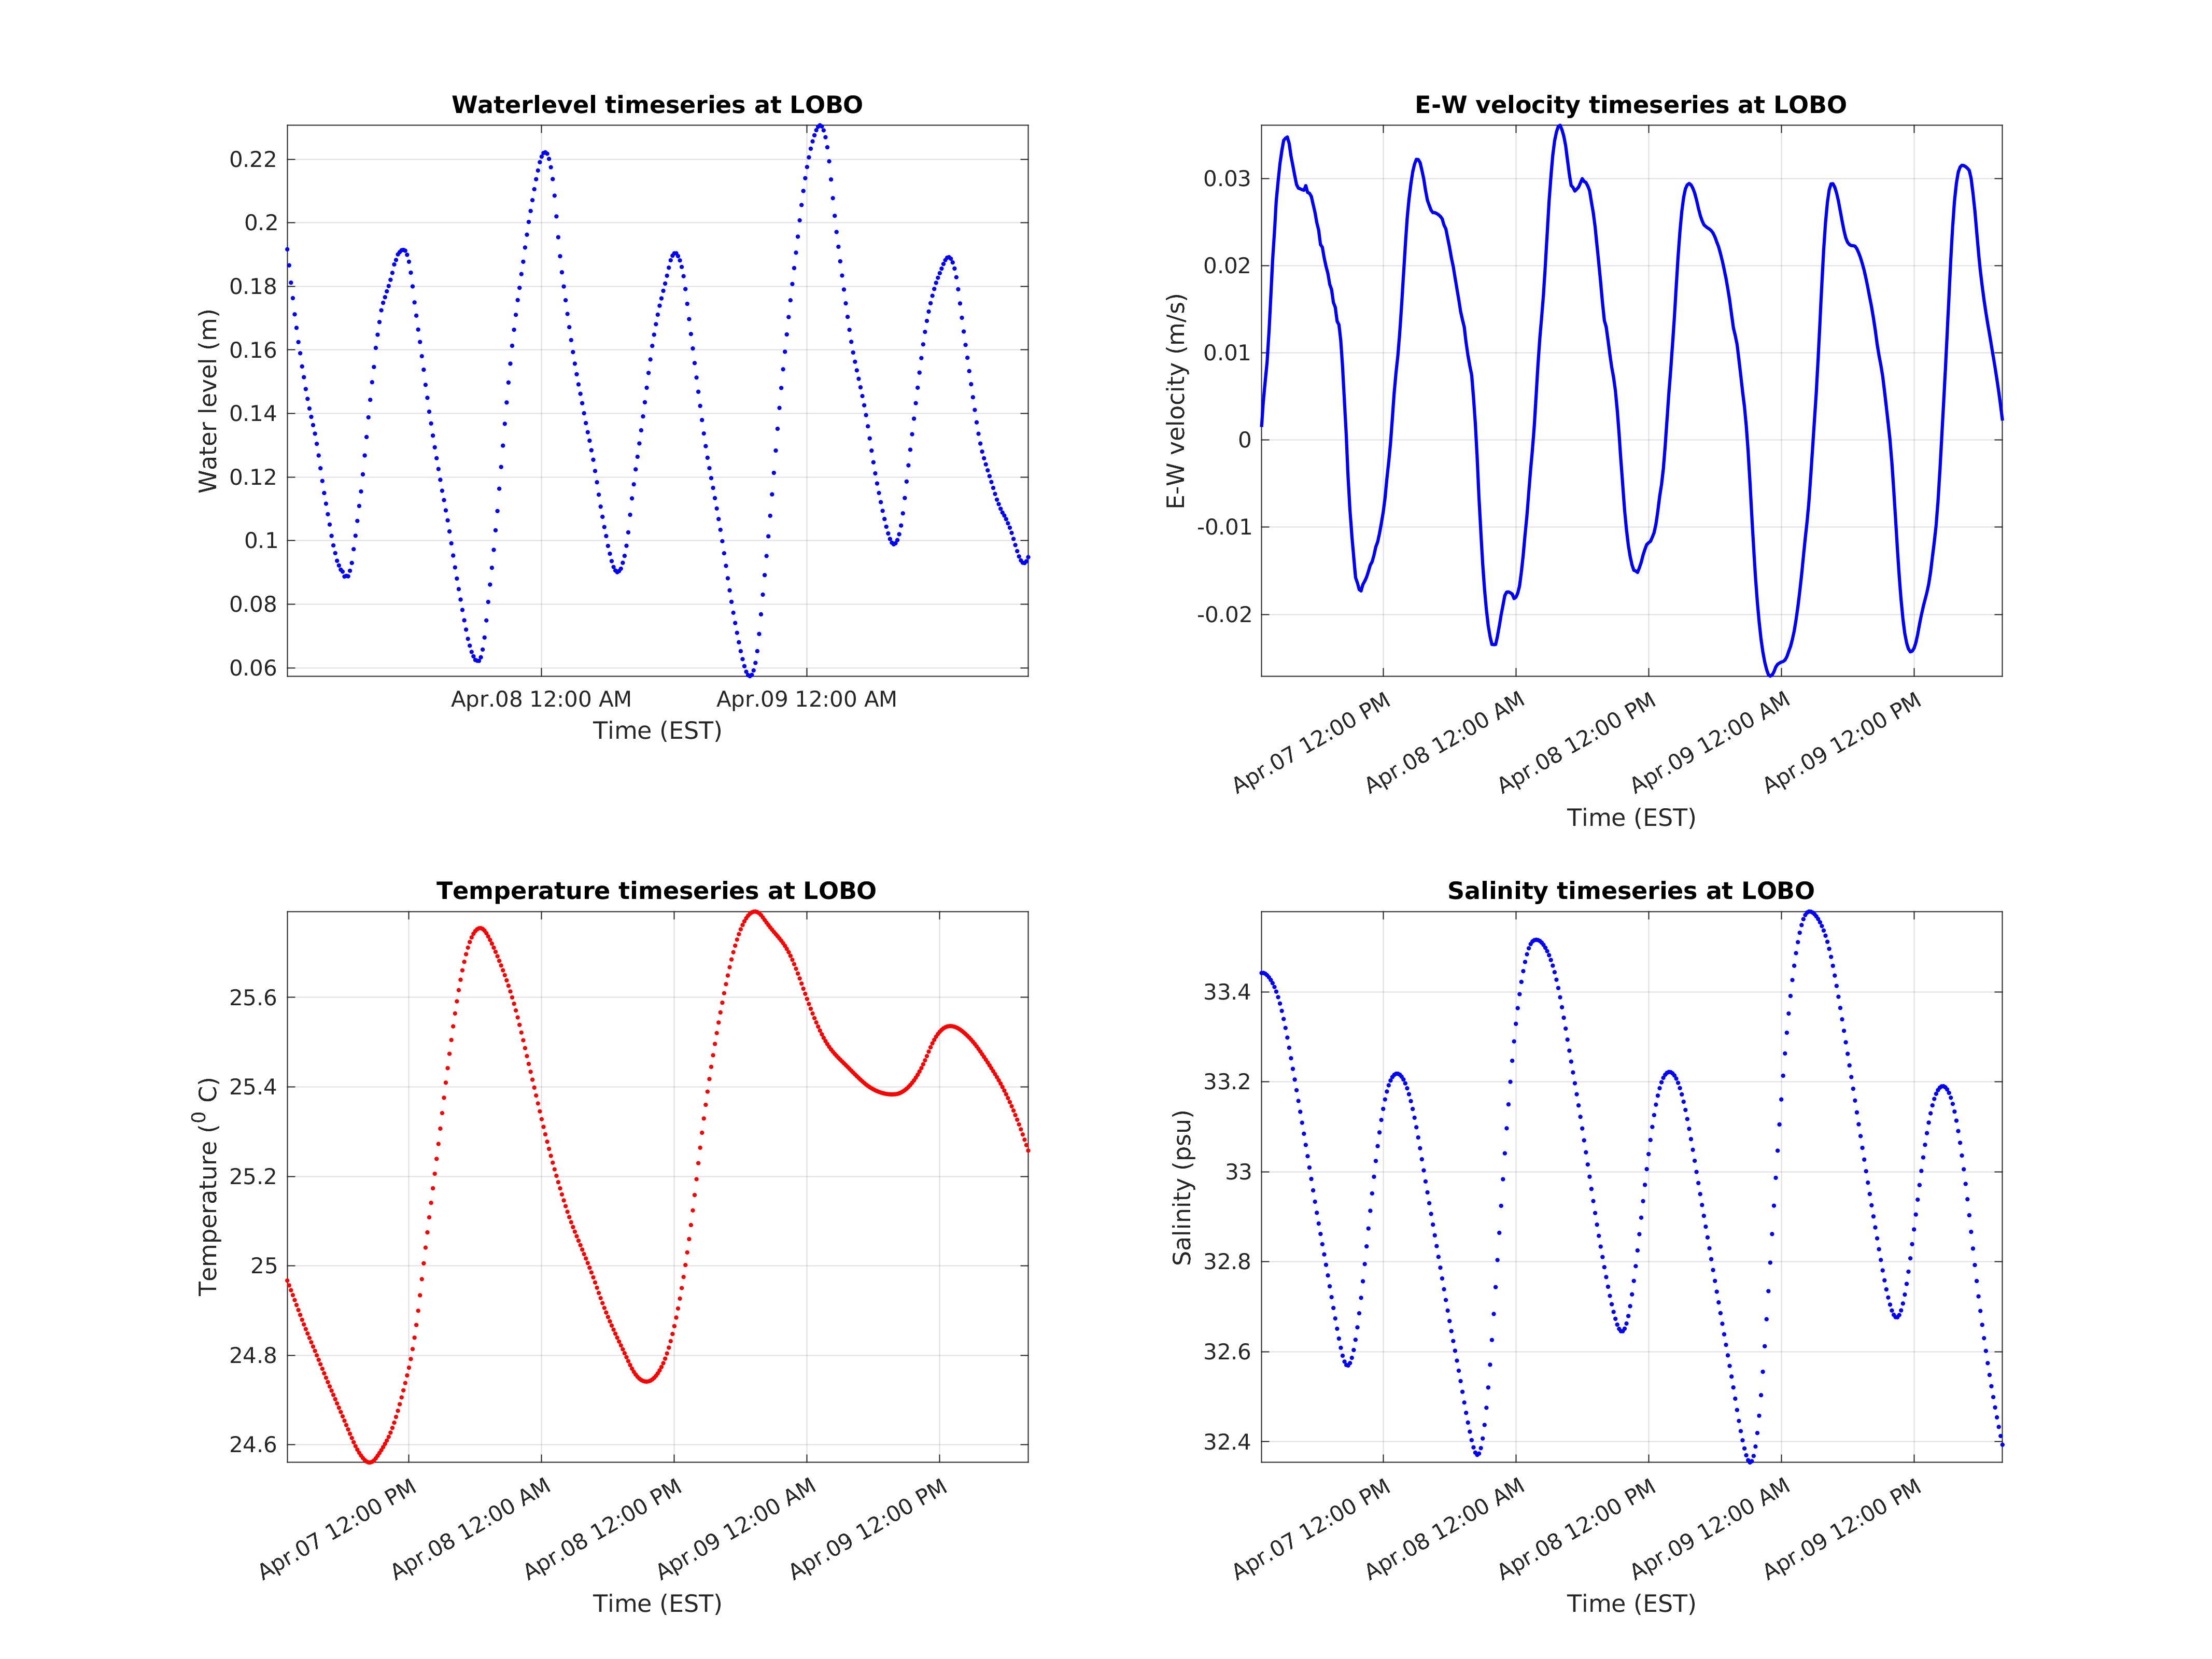 Waterlevel timeseries at LOBO
0.22
0.2
0.18
0.16
0.14
0.12
0.1
0.08
0.06
Water level (m)
Apr.08 12:00 AM
Apr.09 12:00 AM
Time (EST)
E-W velocity timeseries at LOBO
0.03
0.02
0.01
0
-0.01
-0.02
E-W velocity (m/s)
Apr.07 12:00 PM
Apr.08 12:00 AM
Apr.08 12:00 PM
Apr.09 12:00 AM
Apr.09 12:00 PM
Time (EST)
Temperature timeseries at LOBO
25.6
25.4
25.2
25
24.8
24.6
Temperature (⁰ C)
Apr.07 12:00 PM
Apr.08 12:00 AM
Apr.08 12:00 PM
Apr.09 12:00 AM
Apr.09 12:00 PM
Time (EST)
Salinity timeseries at LOBO
33.4
33.2
33
32.8
32.6
32.4
Salinity (psu)
Apr.07 12:00 PM
Apr.08 12:00 AM
Apr.08 12:00 PM
Apr.09 12:00 AM
Apr.09 12:00 PM
Time (EST)